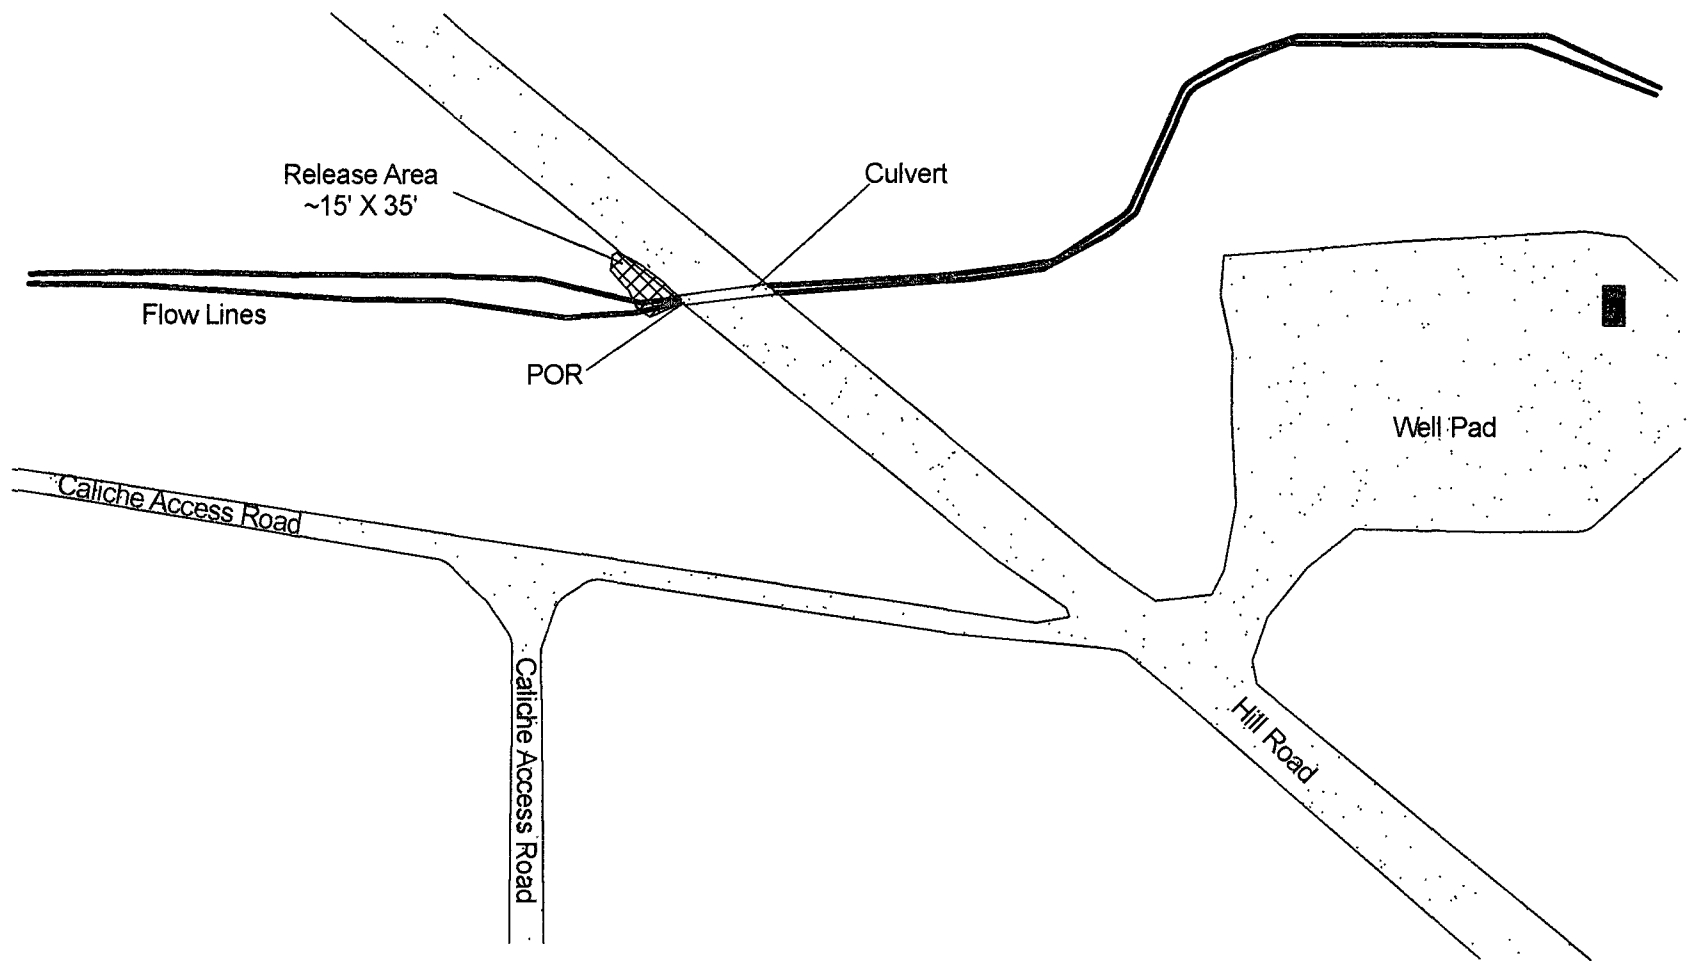 Release Area
~15' X 35'
Culvert
Flow Lines
POR
Well Pad
Caliche Access Road
Caliche Access Road
Hill Road